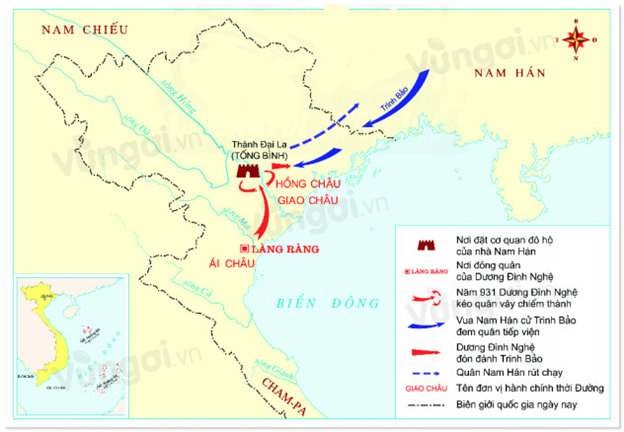 NAM CHIẾU
Vungoi.vn
B
T
Đ
N
NAM HÁN
sông Hồng
sông Đà
Trình Bảo
Thành Đại La
(TỐNG BÌNH)
HỒNG CHÂU
GIAO CHÂU
sông Mã
LÀNG RÀNG
ÁI CHÂU
sông Cả
BIỂN ĐÔNG
sông Gianh
CHAM-PA
Nơi đặt cơ quan đô hộ
của nhà Nam Hán
LÀNG RÀNG
Nơi đóng quân
của Dương Đình Nghệ
Năm 931 Dương Đình Nghệ
kéo quân vây chiếm thành
Vua Nam Hán cử Trình Bảo
đem quân tiếp viện
Dương Đình Nghệ
đón đánh Trình Bảo
Quân Nam Hán rút chạy
GIAO CHÂU
Tên đơn vị hành chính thời Đường
Biên giới quốc gia ngày nay